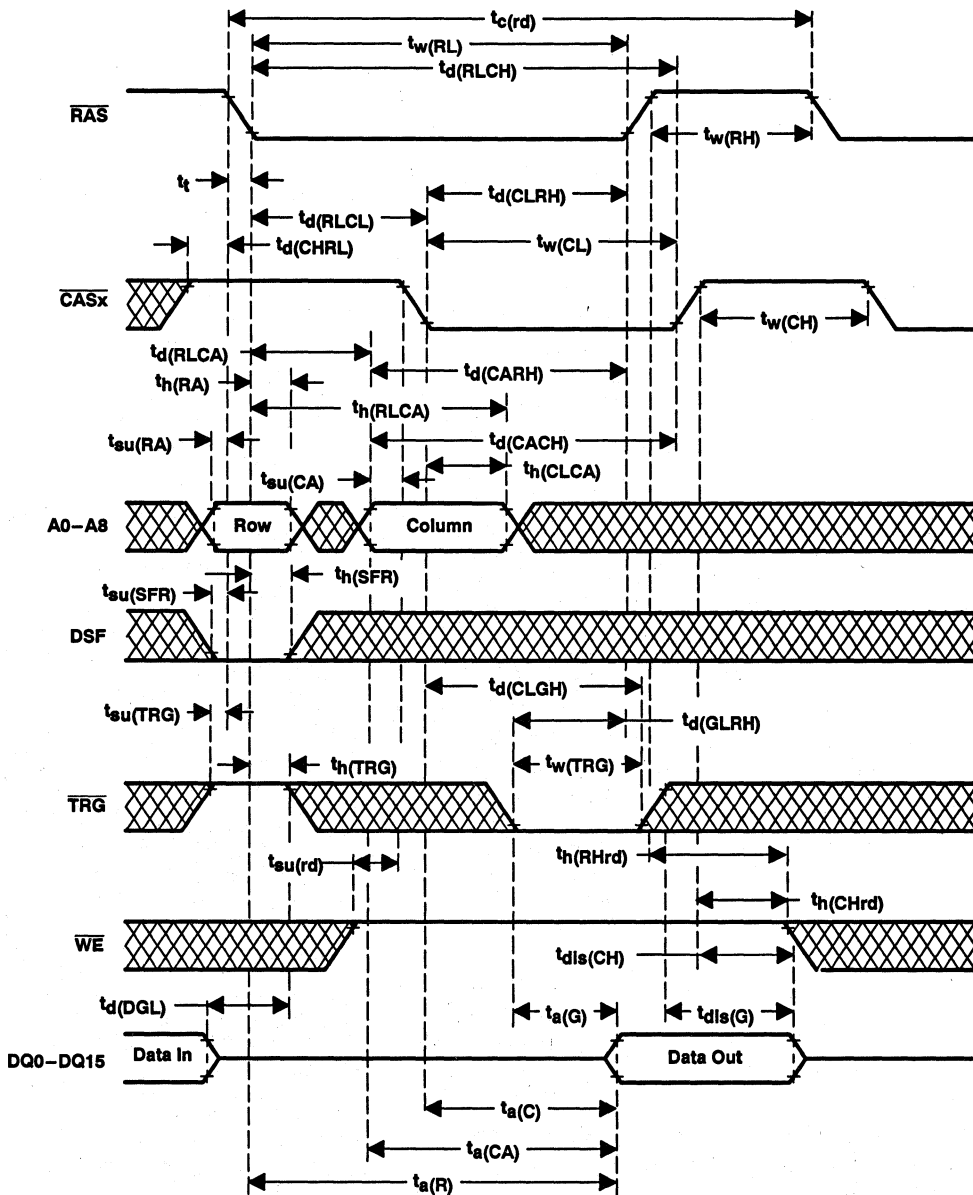 tc(rd)
tw(RL)
td(RLCH)
RAS
tw(RH)
tt
td(CLRH)
td(RLCL)
td(CHRL)
tw(CL)
CASx
tw(CH)
td(RLCA)
td(CARH)
th(RA)
th(RLCA)
tsu(RA)
td(CACH)
tsu(CA)
th(CLCA)
A0–A8
Row
Column
th(SFR)
tsu(SFR)
DSF
td(CLGH)
tsu(TRG)
td(GLRH)
th(TRG)
tw(TRG)
TRG
tsu(rd)
th(RHrd)
th(CHrd)
WE
tdis(CH)
td(DGL)
ta(G)
tdis(G)
DQ0–DQ15
Data In
Data Out
ta(C)
ta(CA)
ta(R)